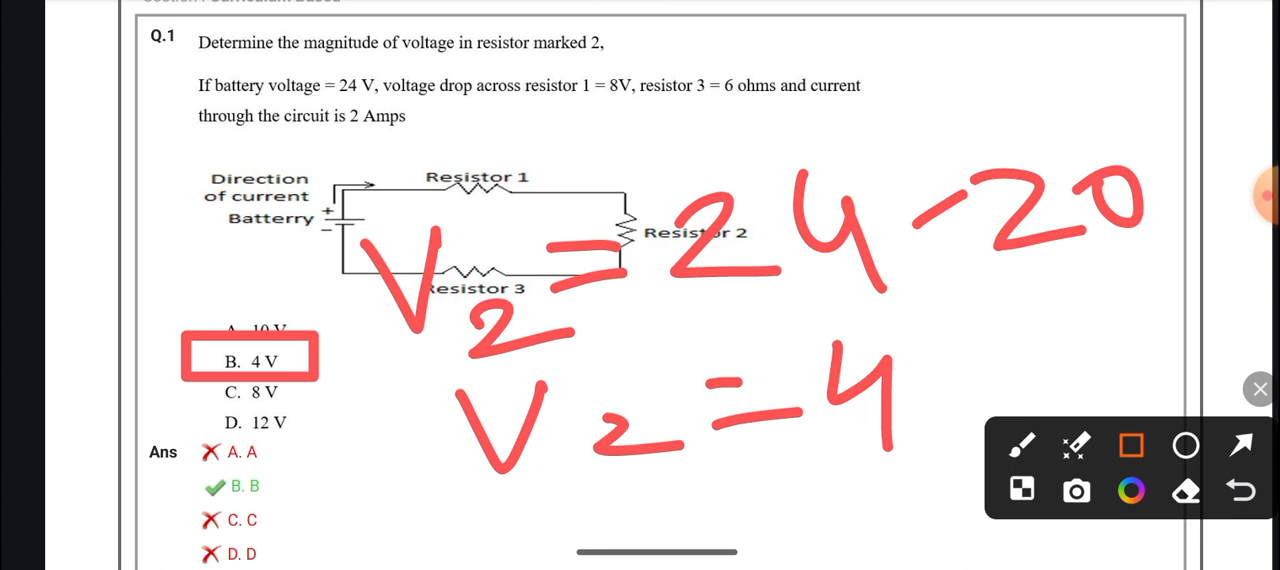 Q.1 Determine the magnitude of voltage in resistor marked 2,
If battery voltage = 24 V, voltage drop across resistor 1 = 8V, resistor 3 = 6 ohms and current
through the circuit is 2 Amps
Direction
of current
Batterry
+
-
Resistor 1
Resistor 2
Resistor 3
V2 = 24 - 20
V2 = 4
A. 10 V
B. 4 V
C. 8 V
D. 12 V
Ans
A. A
B. B
C. C
D. D